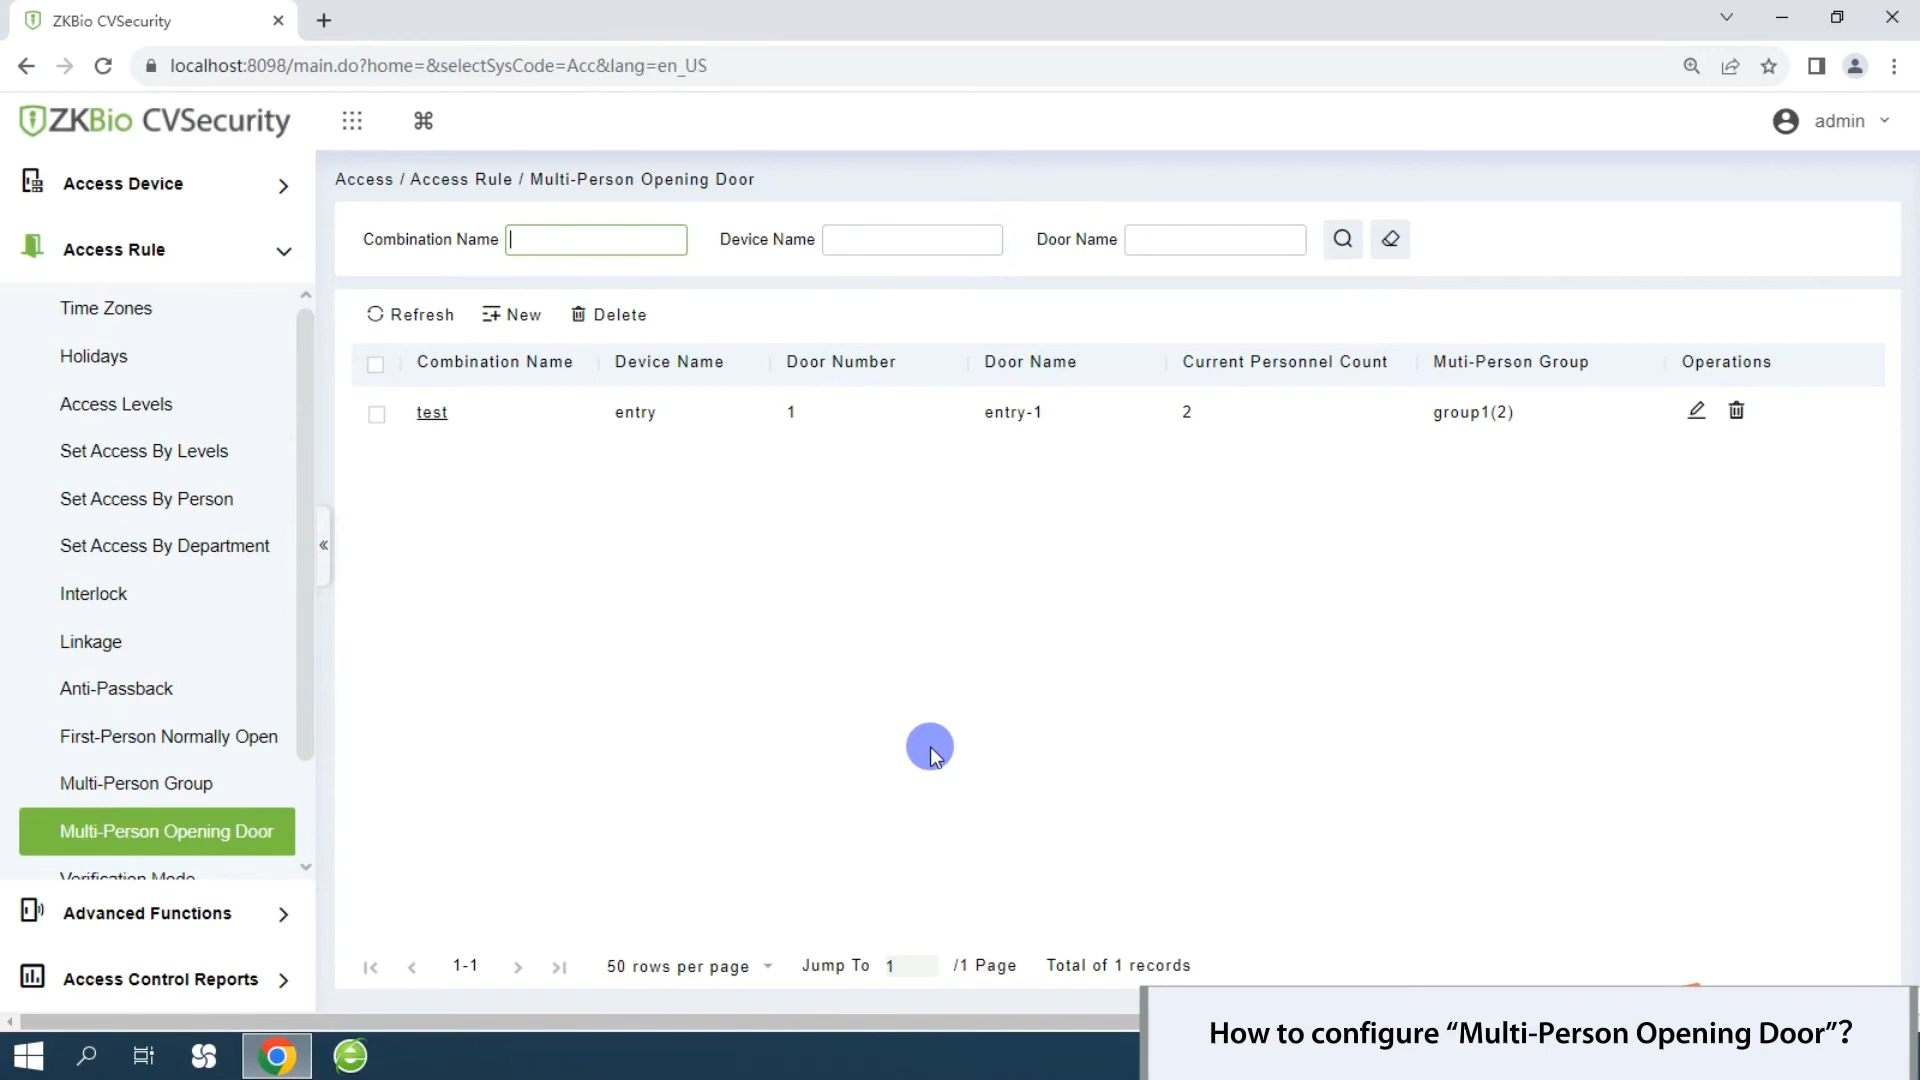 ZKBio CVSecurity
localhost:8098/main.do?home=&selectSysCode=Acc&lang=en_US
ZKBio CVSecurity
admin
Access Device
Access Rule
Time Zones
Holidays
Access Levels
Set Access By Levels
Set Access By Person
Set Access By Department
Interlock
Linkage
Anti-Passback
First-Person Normally Open
Multi-Person Group
Multi-Person Opening Door
Verification Mode
Advanced Functions
Access Control Reports
Access / Access Rule / Multi-Person Opening Door
Combination Name Device Name Door Name
Refresh New Delete
Combination Name Device Name Door Number Door Name Current Personnel Count Muti-Person Group Operations
test entry 1 entry-1 2 group1(2)
1-1 50 rows per page Jump To 1 /1 Page Total of 1 records
How to configure “Multi-Person Opening Door”?